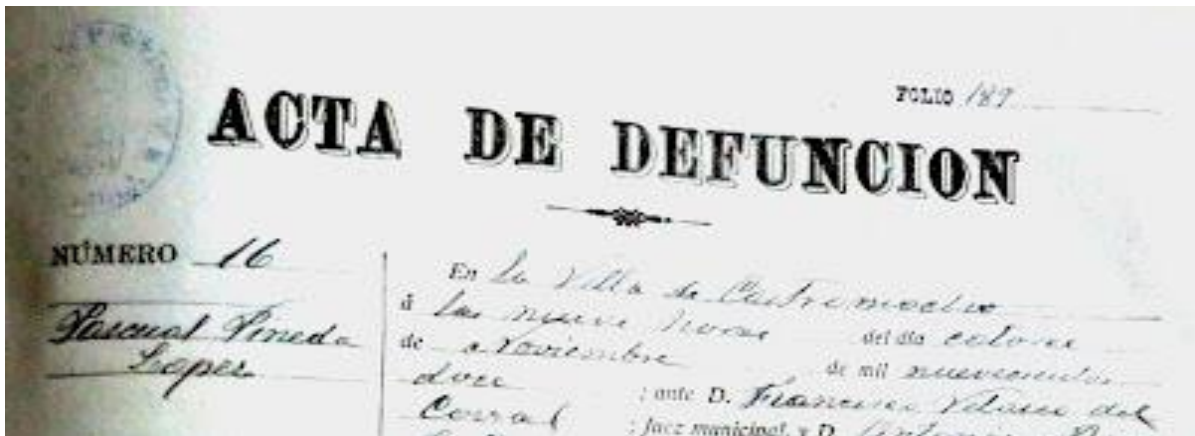 FOLIO 189
ACTA DE DEFUNCION
NÚMERO 16
Pascual Pineda
Lopez
En la Villa de Castromocho
á las nueve horas del dia catorce
de Noviembre de mil novecientos
doce ; ante D. Francisco Velasco del
Corral ; Juez municipal, y D. Antonio